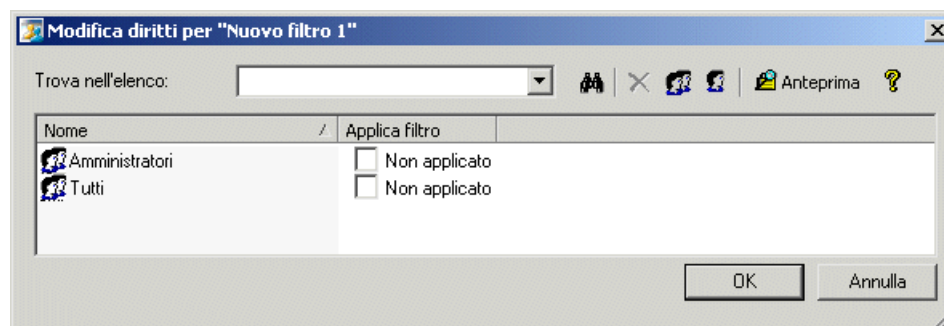 Modifica diritti per "Nuovo filtro 1"
Trova nell'elenco: Anteprima
Nome Applica filtro
Amministratori Non applicato
Tutti Non applicato
OK Annulla